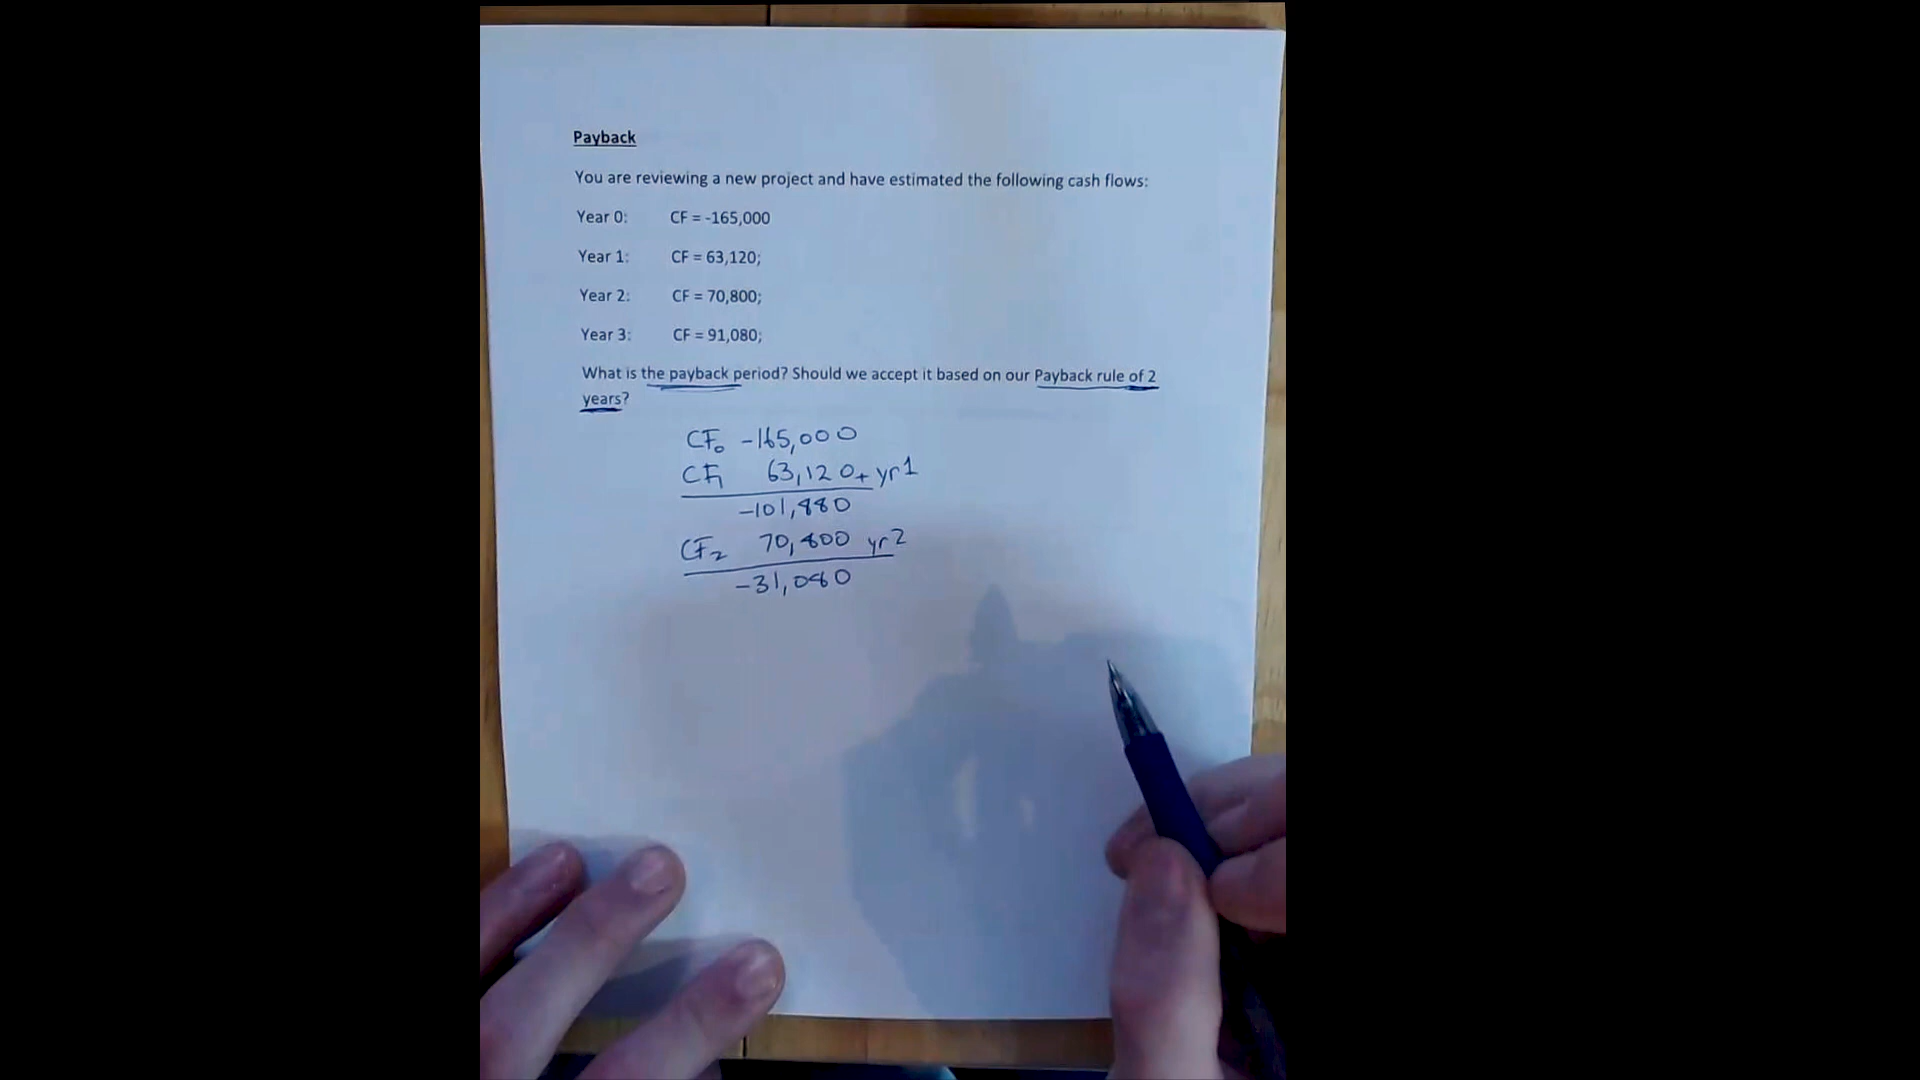 Payback
You are reviewing a new project and have estimated the following cash flows:
Year 0: CF = -165,000
Year 1: CF = 63,120;
Year 2: CF = 70,800;
Year 3: CF = 91,080;
What is the payback period? Should we accept it based on our Payback rule of 2
years?
CF₀ -165,000
CF₁ 63,120+ yr1
-101,880
CF₂ 70,800 yr2
-31,080